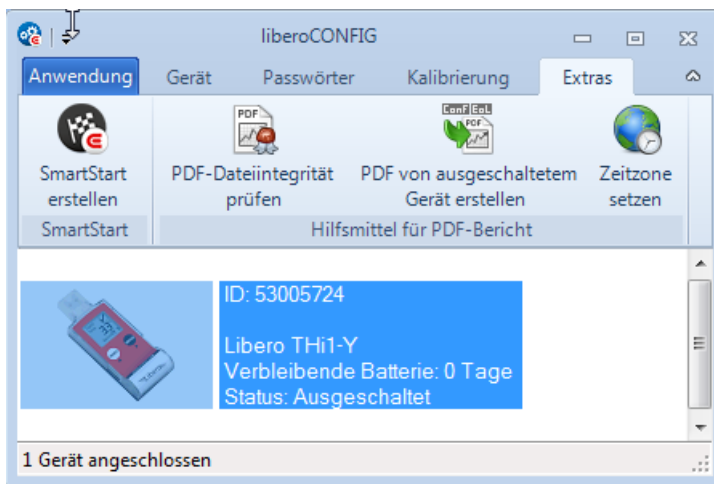 liberoCONFIG
Anwendung Gerät Passwörter Kalibrierung Extras
PDF
Conf EoL
PDF
SmartStart erstellen
PDF-Dateiintegrität prüfen
PDF von ausgeschaltetem Gerät erstellen
Zeitzone setzen
SmartStart
Hilfsmittel für PDF-Bericht
ID: 53005724
Libero THi1-Y
Verbleibende Batterie: 0 Tage
Status: Ausgeschaltet
1 Gerät angeschlossen